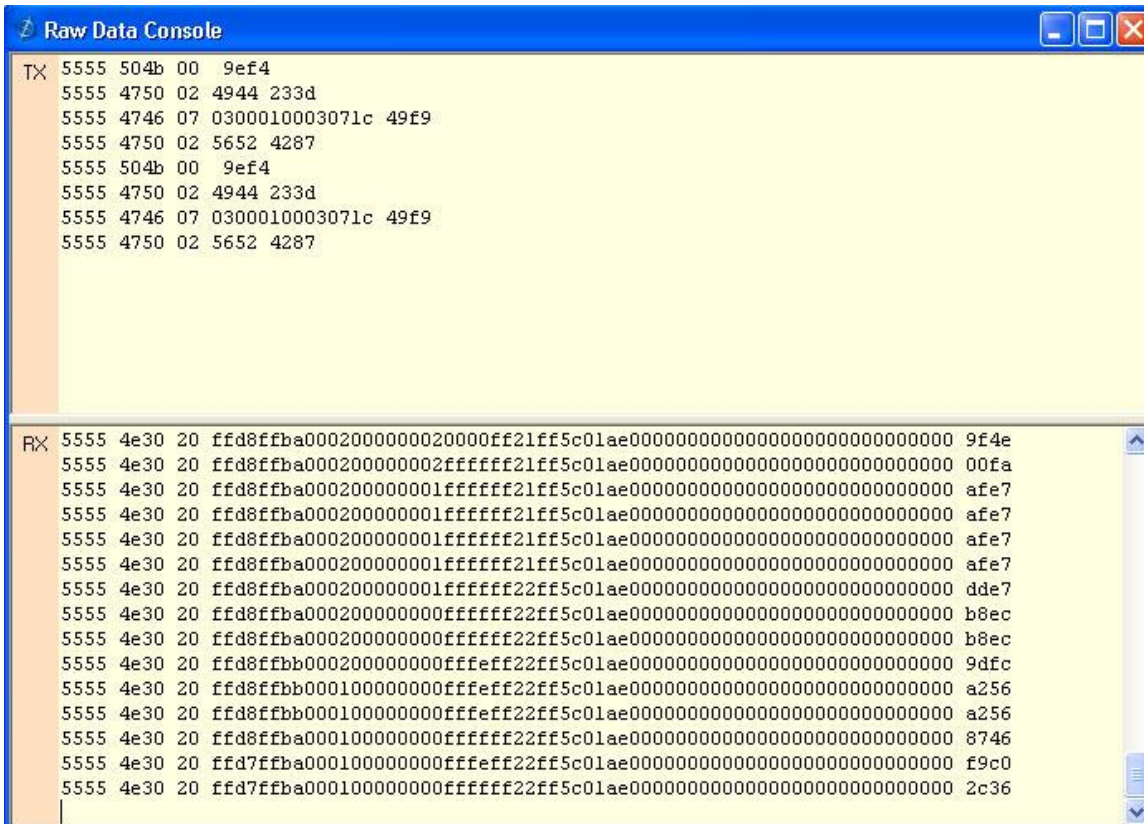 Raw Data Console
TX 5555 504b 00  9ef4
5555 4750 02 4944 233d
5555 4746 07 0300010003071c 49f9
5555 4750 02 5652 4287
5555 504b 00  9ef4
5555 4750 02 4944 233d
5555 4746 07 0300010003071c 49f9
5555 4750 02 5652 4287
RX 5555 4e30 20 ffd8ffba0002000000020000ff21ff5c01ae0000000000000000000000000000 9f4e
5555 4e30 20 ffd8ffba000200000002ffffff21ff5c01ae0000000000000000000000000000 00fa
5555 4e30 20 ffd8ffba000200000001ffffff21ff5c01ae0000000000000000000000000000 afe7
5555 4e30 20 ffd8ffba000200000001ffffff21ff5c01ae0000000000000000000000000000 afe7
5555 4e30 20 ffd8ffba000200000001ffffff21ff5c01ae0000000000000000000000000000 afe7
5555 4e30 20 ffd8ffba000200000001ffffff21ff5c01ae0000000000000000000000000000 afe7
5555 4e30 20 ffd8ffba000200000001ffffff22ff5c01ae0000000000000000000000000000 dde7
5555 4e30 20 ffd8ffba000200000000ffffff22ff5c01ae0000000000000000000000000000 b8ec
5555 4e30 20 ffd8ffba000200000000ffffff22ff5c01ae0000000000000000000000000000 b8ec
5555 4e30 20 ffd8ffbb000200000000fffeff22ff5c01ae0000000000000000000000000000 9dfc
5555 4e30 20 ffd8ffbb000100000000fffeff22ff5c01ae0000000000000000000000000000 a256
5555 4e30 20 ffd8ffbb000100000000fffeff22ff5c01ae0000000000000000000000000000 a256
5555 4e30 20 ffd8ffba000100000000ffffff22ff5c01ae0000000000000000000000000000 8746
5555 4e30 20 ffd7ffba000100000000fffeff22ff5c01ae0000000000000000000000000000 f9c0
5555 4e30 20 ffd7ffba000100000000ffffff22ff5c01ae0000000000000000000000000000 2c36